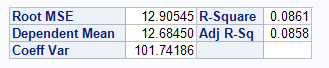 Root MSE 12.90545 R-Square 0.0861
Dependent Mean 12.68450 Adj R-Sq 0.0858
Coeff Var 101.74186